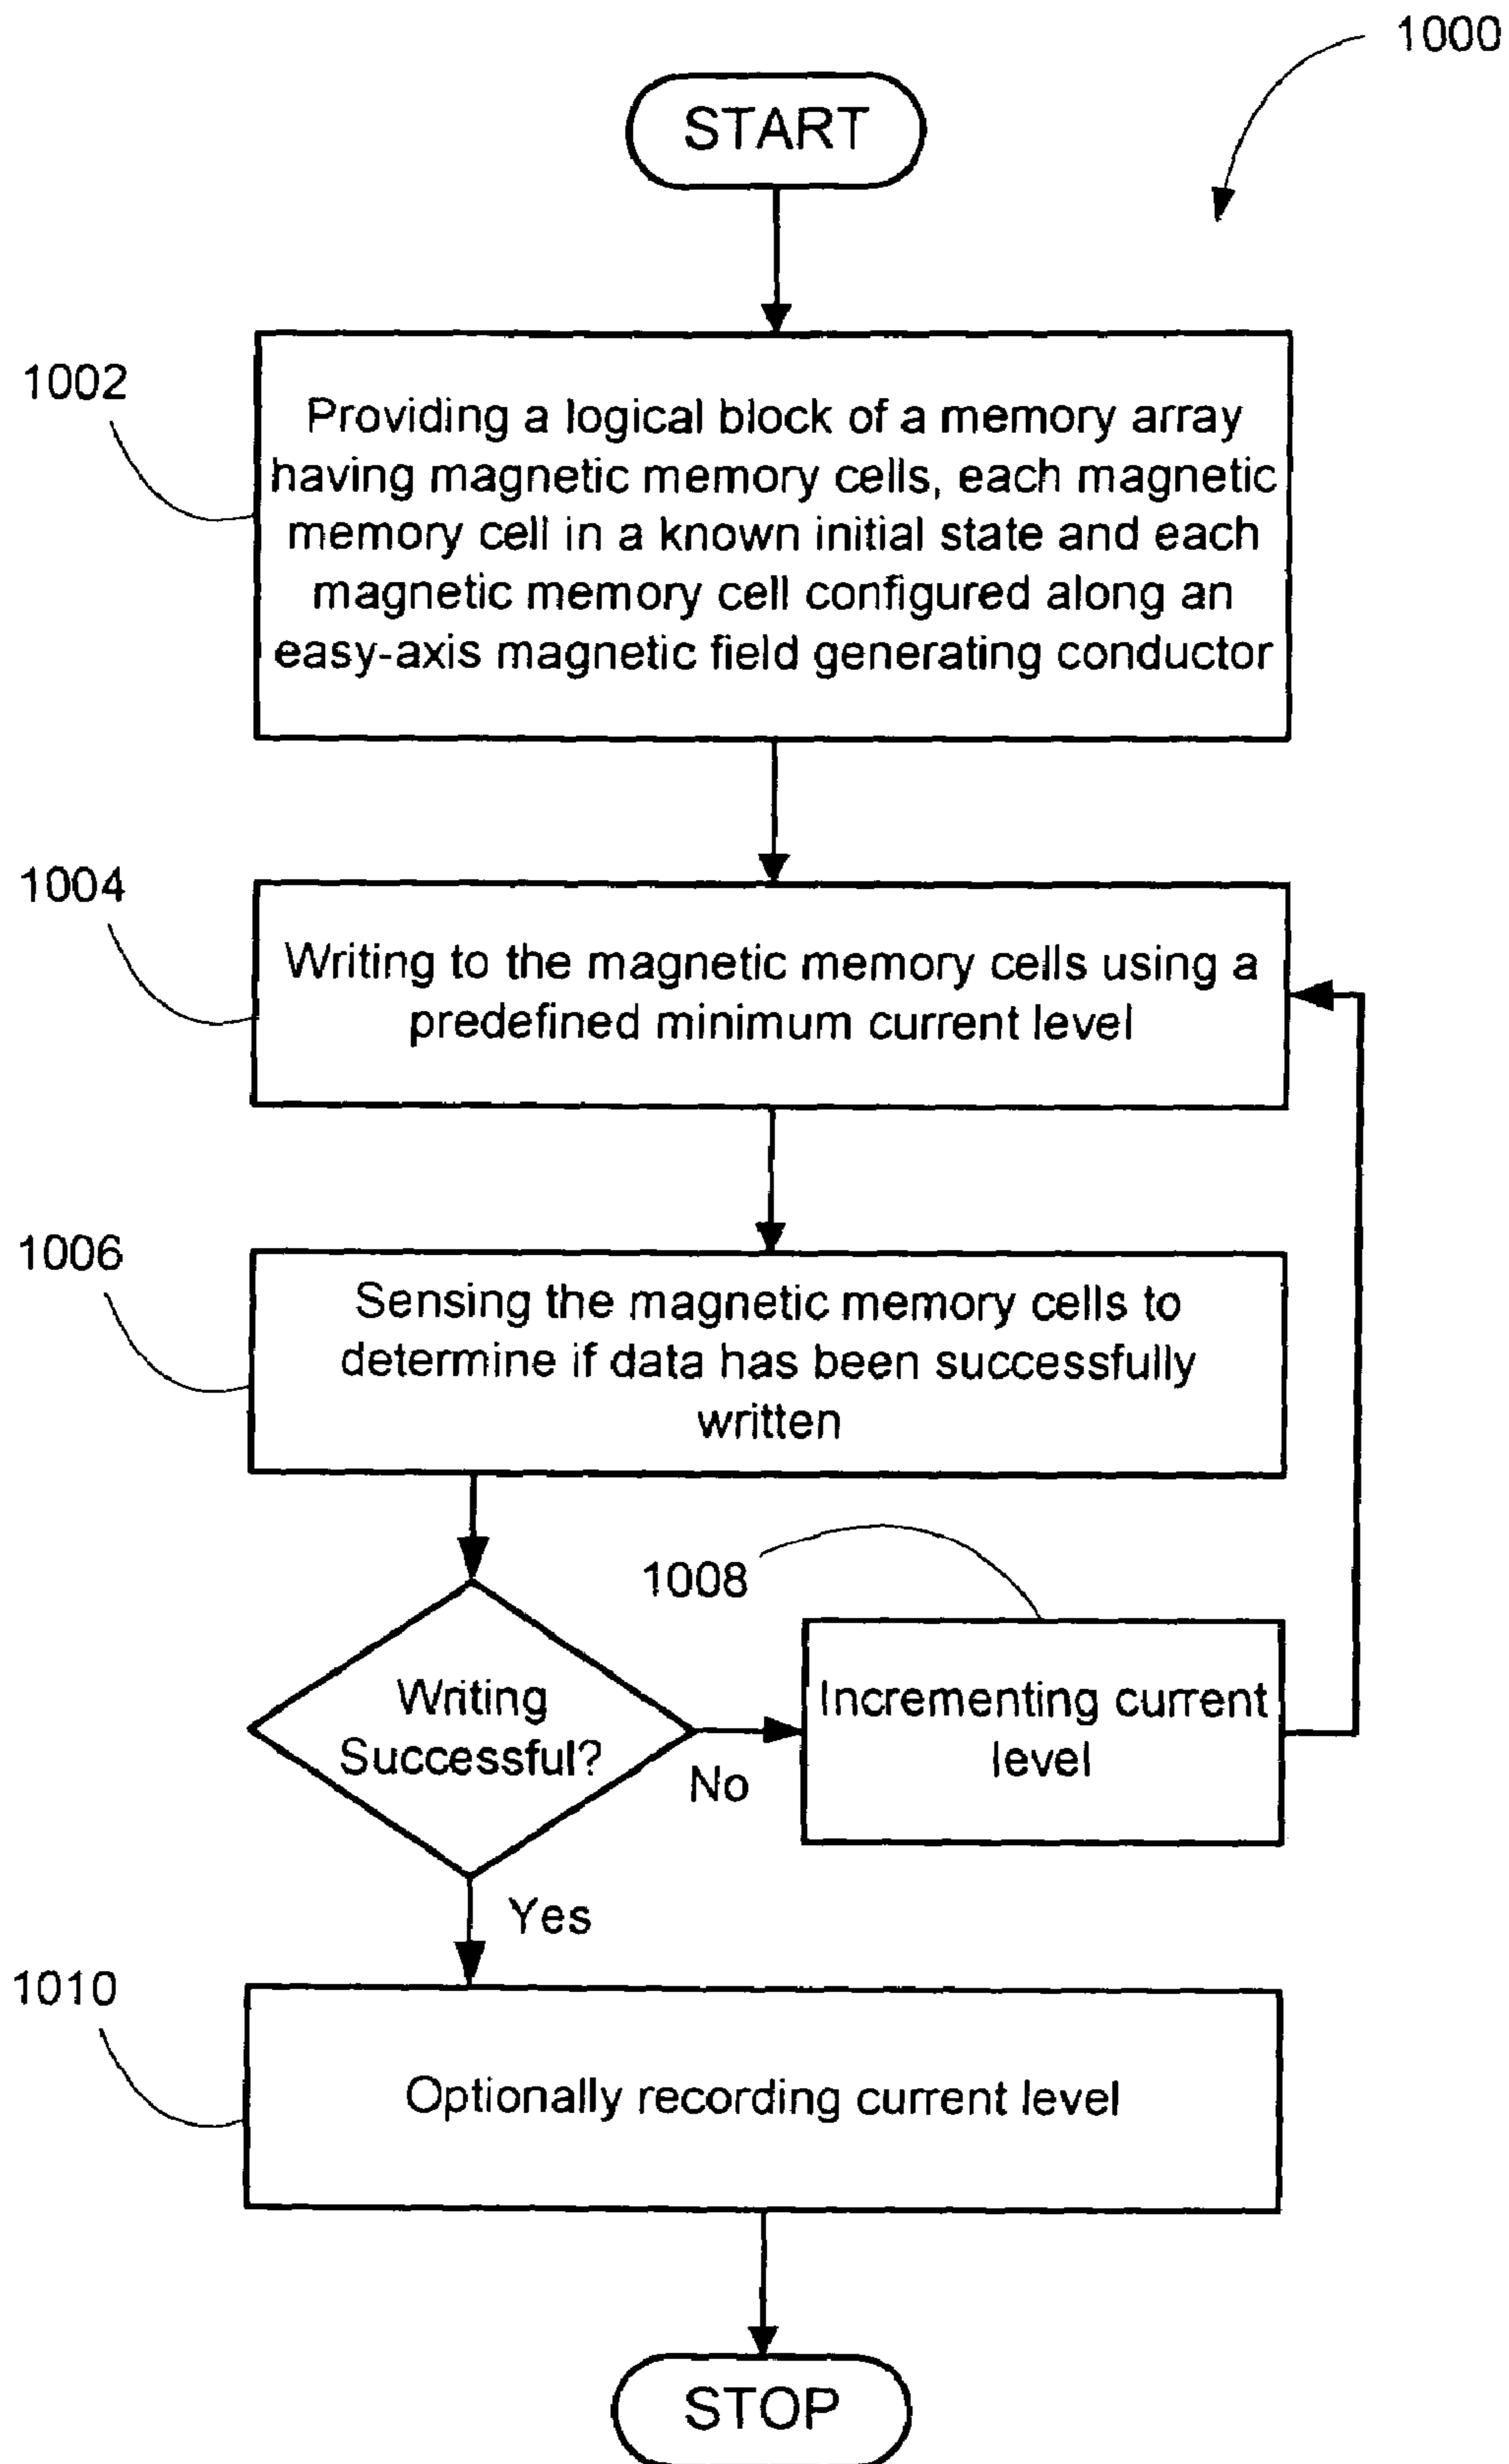 1000
START
1002
Providing a logical block of a memory array
having magnetic memory cells, each magnetic
memory cell in a known initial state and each
magnetic memory cell configured along an
easy-axis magnetic field generating conductor
1004
Writing to the magnetic memory cells using a
predefined minimum current level
1006
Sensing the magnetic memory cells to
determine if data has been successfully
written
1008
Writing
Successful?
No
Incrementing current
level
Yes
1010
Optionally recording current level
STOP